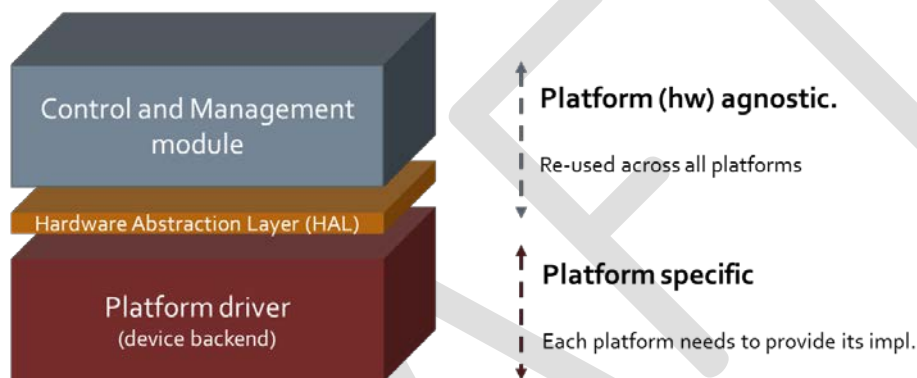 Control and Management
module
Hardware Abstraction Layer (HAL)
Platform driver
(device backend)
Platform (hw) agnostic.
Re-used across all platforms
Platform specific
Each platform needs to provide its impl.